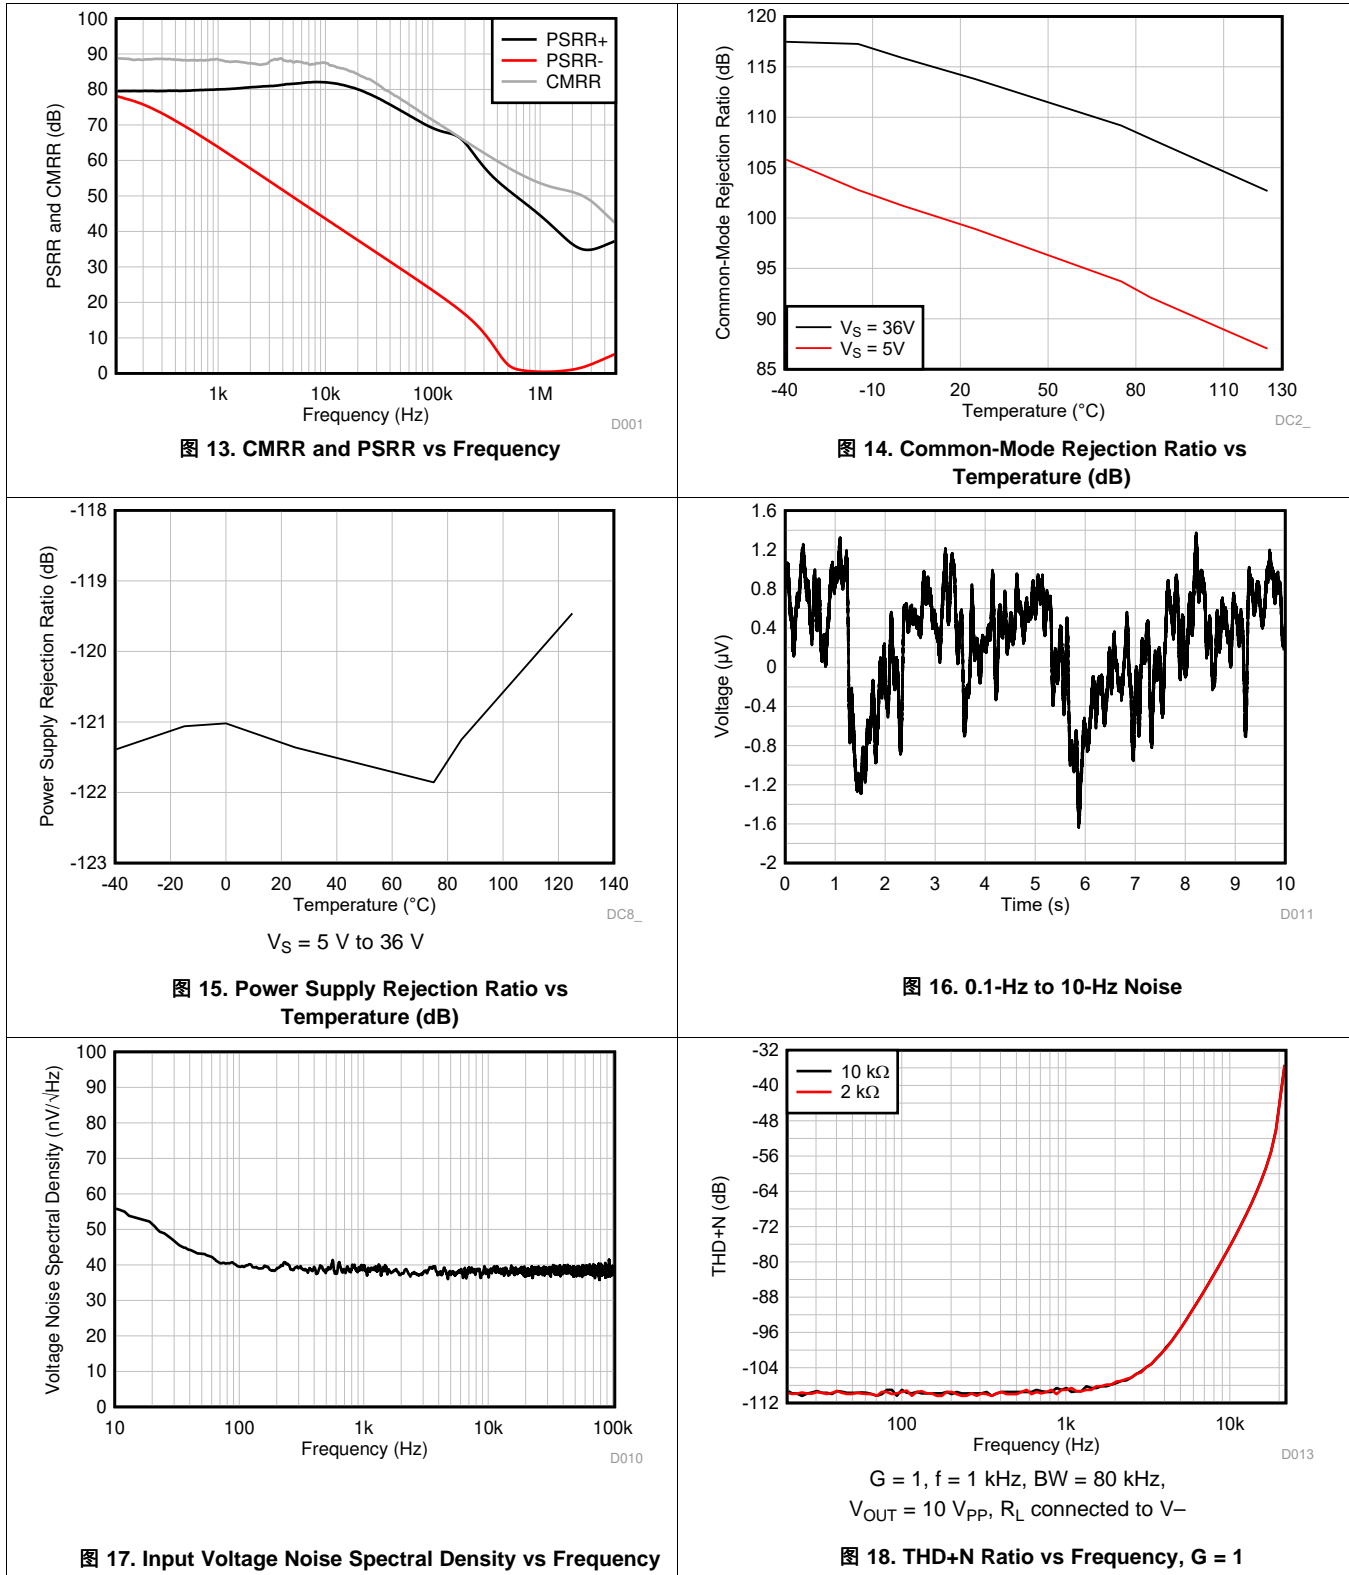 100
90
80
70
60
50
40
30
20
10
0
PSRR and CMRR (dB)
PSRR+
PSRR-
CMRR
1k 10k 100k 1M
Frequency (Hz)
D001
图 13. CMRR and PSRR vs Frequency
120
115
110
105
100
95
90
85
Common-Mode Rejection Ratio (dB)
V_S = 36V
V_S = 5V
-40 -10 20 50 80 110 130
Temperature (°C)
DC2_
图 14. Common-Mode Rejection Ratio vs
Temperature (dB)
-118
-119
-120
-121
-122
-123
Power Supply Rejection Ratio (dB)
-40 -20 0 20 40 60 80 100 120 140
Temperature (°C)
DC8_
V_S = 5 V to 36 V
图 15. Power Supply Rejection Ratio vs
Temperature (dB)
1.6
1.2
0.8
0.4
0
-0.4
-0.8
-1.2
-1.6
-2
Voltage (µV)
0 1 2 3 4 5 6 7 8 9 10
Time (s)
D011
图 16. 0.1-Hz to 10-Hz Noise
100
90
80
70
60
50
40
30
20
10
0
Voltage Noise Spectral Density (nV/√Hz)
10 100 1k 10k 100k
Frequency (Hz)
D010
图 17. Input Voltage Noise Spectral Density vs Frequency
-32
-40
-48
-56
-64
-72
-80
-88
-96
-104
-112
THD+N (dB)
10 kΩ
2 kΩ
100 1k 10k
Frequency (Hz)
D013
G = 1, f = 1 kHz, BW = 80 kHz,
V_OUT = 10 V_PP, R_L connected to V–
图 18. THD+N Ratio vs Frequency, G = 1